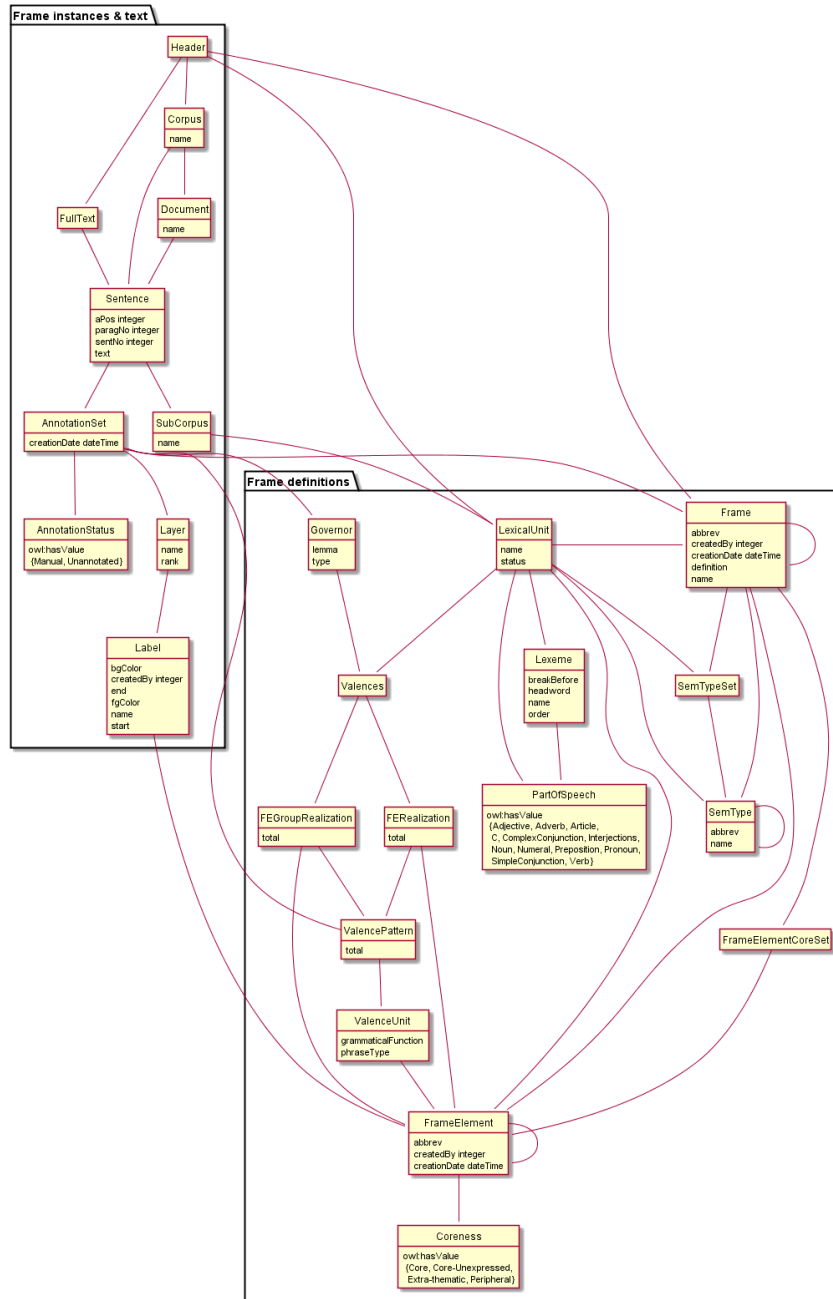 Frame instances & text
Header
Corpus
name
FullText
Document
name
Sentence
aPos integer
paragNo integer
sentNo integer
text
AnnotationSet
creationDate dateTime
SubCorpus
name
AnnotationStatus
owl:hasValue
{Manual, Unannotated}
Layer
name
rank
Label
bgColor
createdBy integer
end
fgColor
name
start
Frame definitions
Governor
lemma
type
LexicalUnit
name
status
Frame
abbrev
createdBy integer
creationDate dateTime
definition
name
Valences
Lexeme
breakBefore
headword
name
order
SemTypeSet
FEGroupRealization
total
FERealization
total
PartOfSpeech
owl:hasValue
{Adjective, Adverb, Article,
C, ComplexConjunction, Interjections,
Noun, Numeral, Preposition, Pronoun,
SimpleConjunction, Verb}
SemType
abbrev
name
ValencePattern
total
FrameElementCoreSet
ValenceUnit
grammaticalFunction
phraseType
FrameElement
abbrev
createdBy integer
creationDate dateTime
Coreness
owl:hasValue
{Core, Core-Unexpressed,
Extra-thematic, Peripheral}